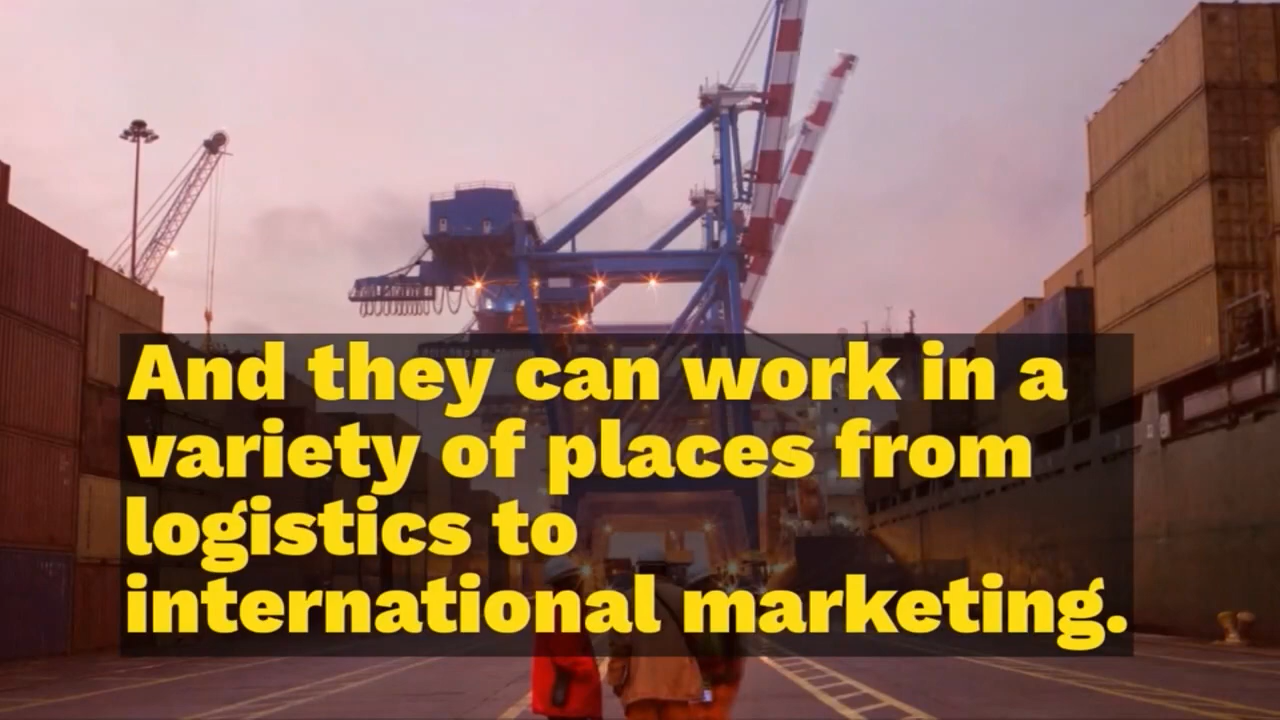 And they can work in a
variety of places from
logistics to
international marketing.